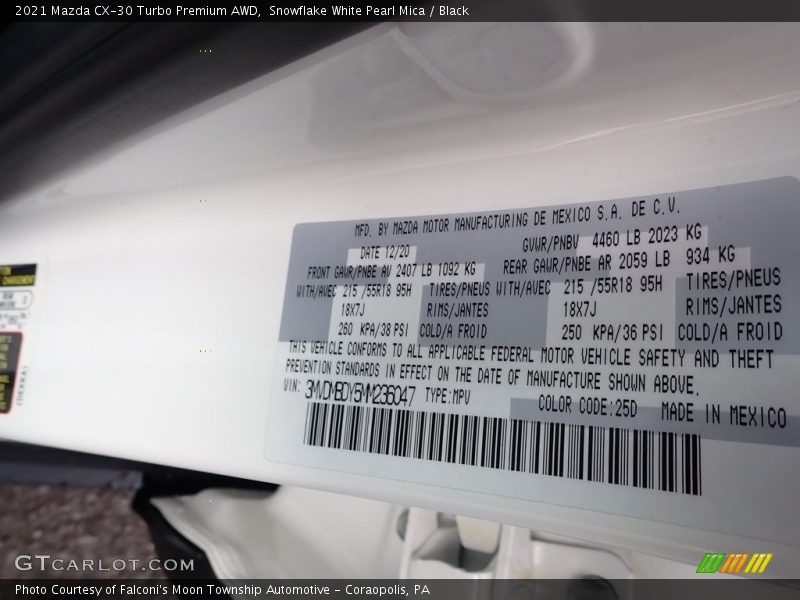 2021 Mazda CX-30 Turbo Premium AWD, Snowflake White Pearl Mica / Black
MFD. BY MAZDA MOTOR MANUFACTURING DE MEXICO S.A. DE C.V.
DATE 12/20 GVWR/PNBV 4460 LB 2023 KG
FRONT GAWR/PNBE AV 2407 LB 1092 KG REAR GAWR/PNBE AR 2059 LB 934 KG
WITH/AVEC 215 /55R18 95H TIRES/PNEUS WITH/AVEC 215 /55R18 95H TIRES/PNEUS
18X7J RIMS/JANTES 18X7J RIMS/JANTES
260 KPA/38 PSI COLD/A FROID 250 KPA/36 PSI COLD/A FROID
THIS VEHICLE CONFORMS TO ALL APPLICABLE FEDERAL MOTOR VEHICLE SAFETY AND THEFT
PREVENTION STANDARDS IN EFFECT ON THE DATE OF MANUFACTURE SHOWN ABOVE.
VIN: 3MVDMBDY5MM236047 TYPE:MPV COLOR CODE:25D MADE IN MEXICO
(DEKRA)
GTCARLOT.COM
Photo Courtesy of Falconi's Moon Township Automotive - Coraopolis, PA